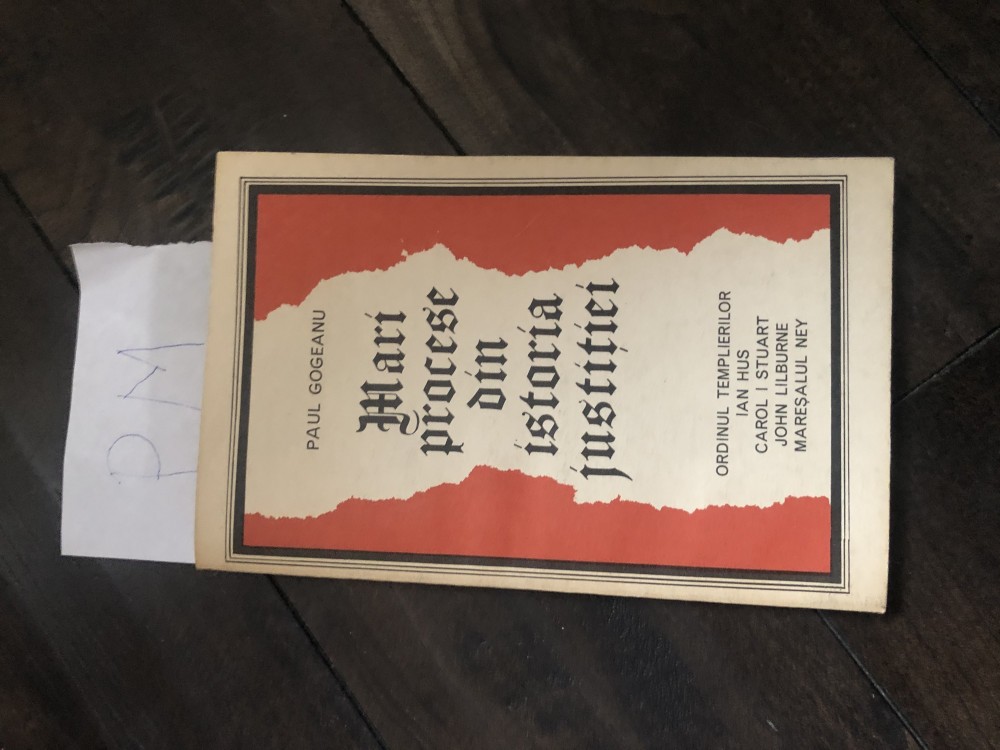 PM
PAUL GOGEANU
Mari
procese
din
istoria
justiției
ORDINUL TEMPLIERILOR
IAN HUS
CAROL I STUART
JOHN LILBURNE
MAREȘALUL NEY